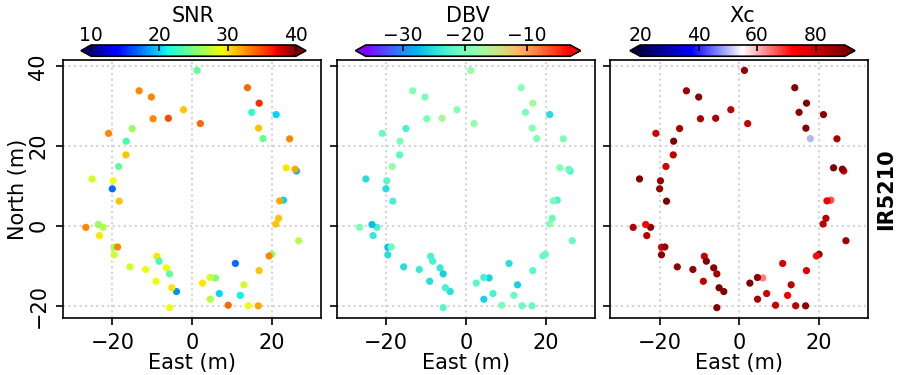 SNR DBV Xc
10 20 30 40 −30 −20 −10 20 40 60 80
40
20
0
−20
North (m)
IR5210
−20 0 20 −20 0 20 −20 0 20
East (m) East (m) East (m)